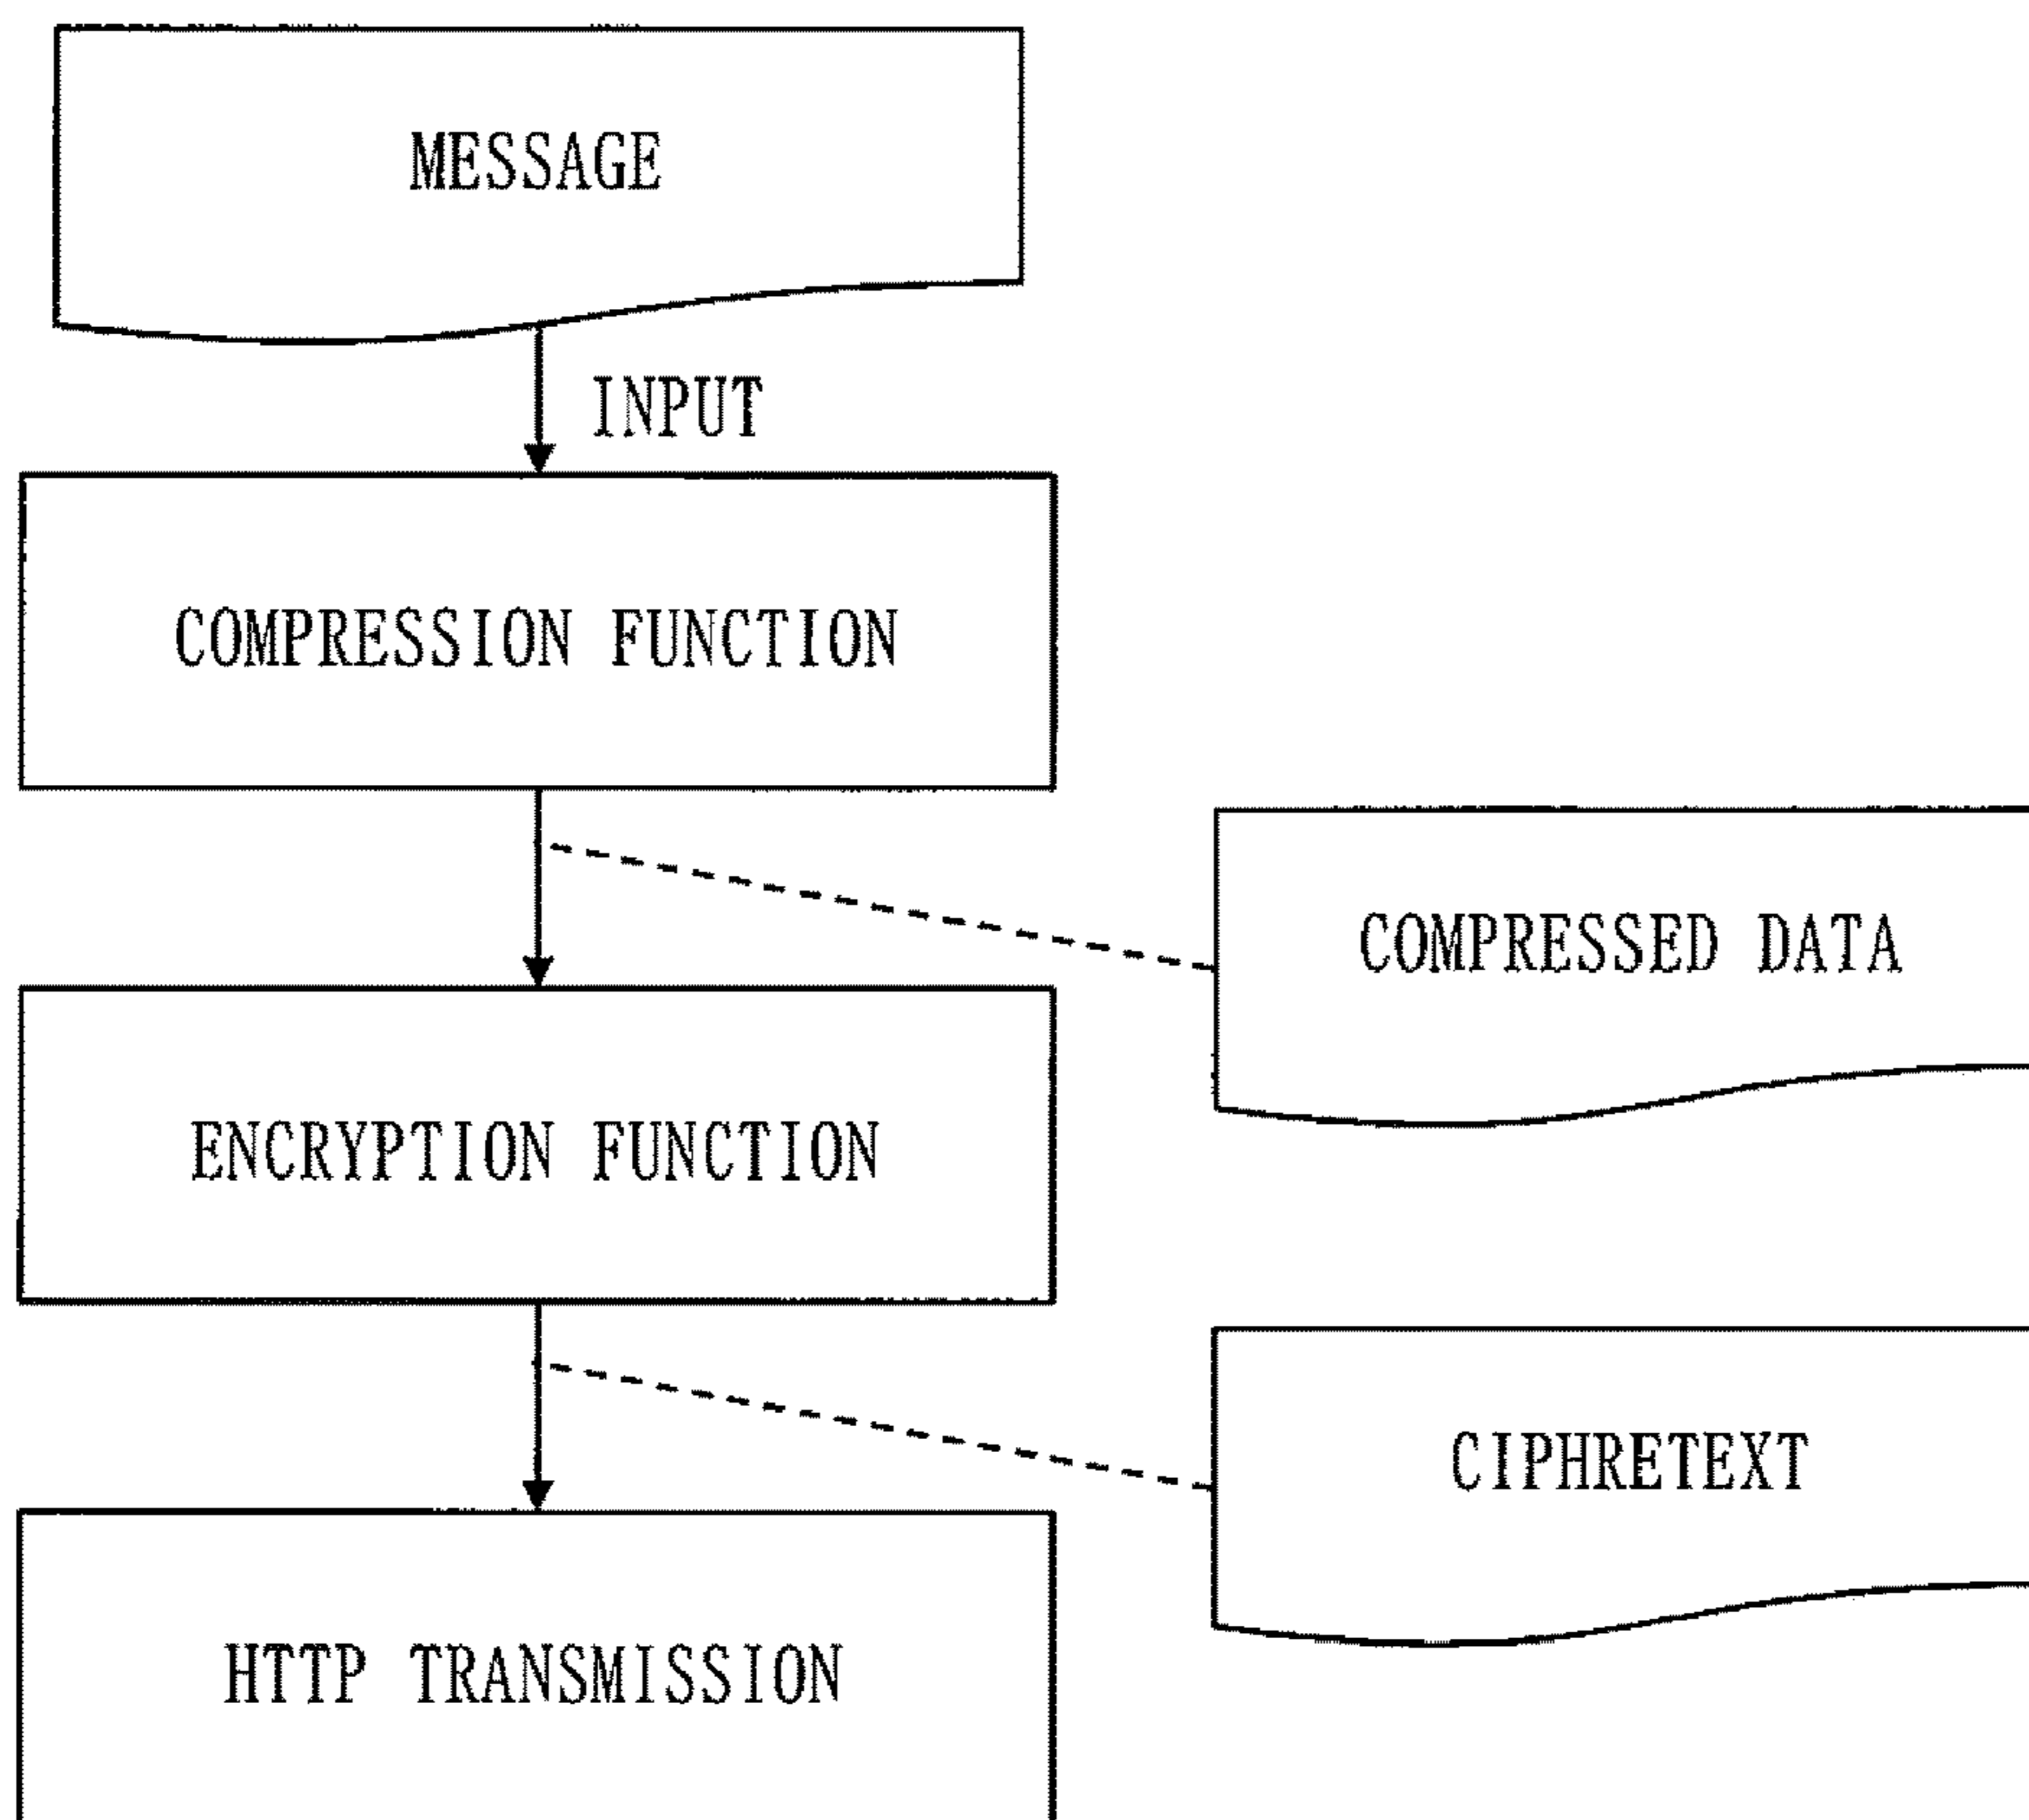 MESSAGE
INPUT
COMPRESSION FUNCTION
COMPRESSED DATA
ENCRYPTION FUNCTION
CIPHRETEXT
HTTP TRANSMISSION